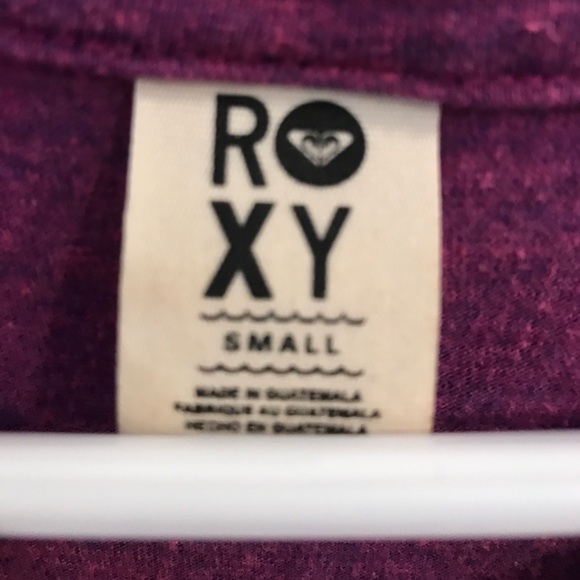 RO
XY
SMALL
MADE IN GUATEMALA
FABRIQUE AU GUATEMALA
HECHO EN GUATEMALA